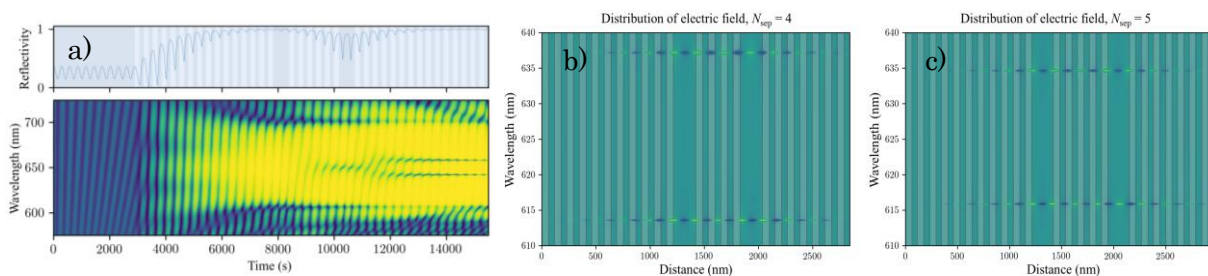 a)
Reflectivity
1
0
Wavelength (nm)
700
650
600
0 2000 4000 6000 8000 10000 12000 14000
Time (s)
Distribution of electric field, Nsep = 4
b)
Wavelength (nm)
640
635
630
625
620
615
610
0 500 1000 1500 2000 2500
Distance (nm)
Distribution of electric field, Nsep = 5
c)
Wavelength (nm)
640
635
630
625
620
615
610
0 500 1000 1500 2000 2500
Distance (nm)